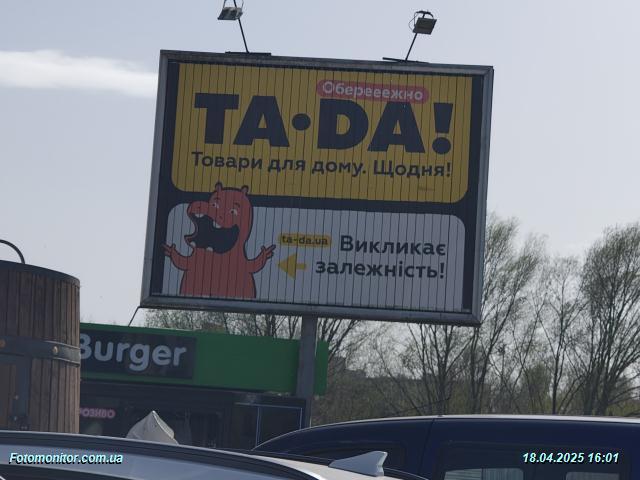 Оберееежно
TA•DA!
Товари для дому. Щодня!
ta-da.ua
Викликає
залежність!
Burger
Fotomonitor.com.ua
18.04.2025 16:01